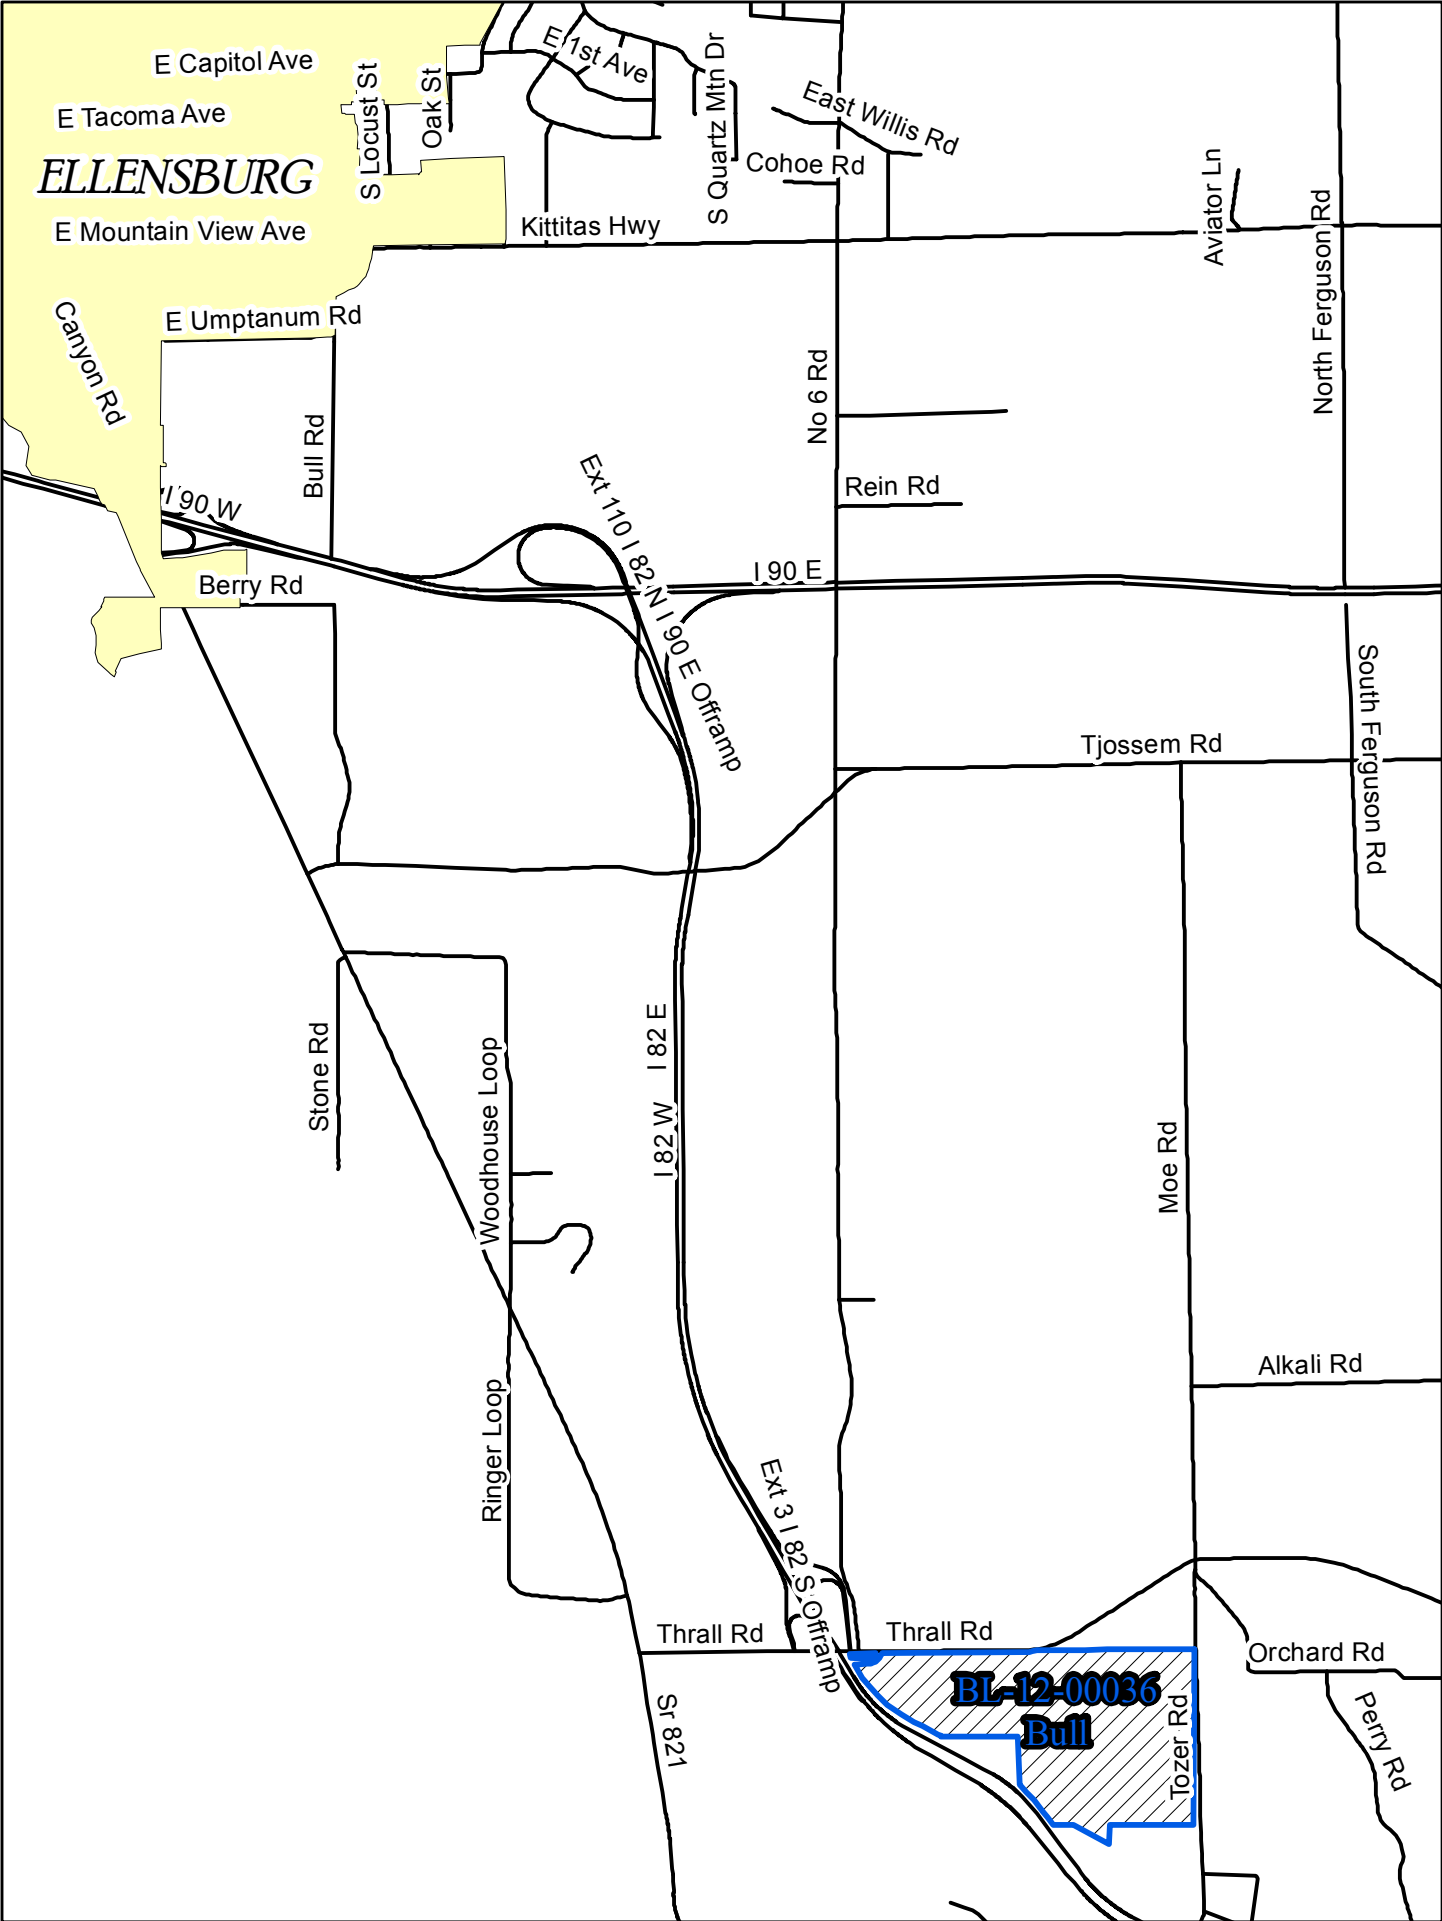 E Capitol Ave
E 1st Ave
S Locust St
Oak St
S Quartz Mtn Dr
East Willis Rd
E Tacoma Ave
ELLENSBURG
Cohoe Rd
Aviator Ln
North Ferguson Rd
E Mountain View Ave
Kittitas Hwy
Canyon Rd
E Umptanum Rd
Bull Rd
No 6 Rd
I 90 W
Ext 110 I 82 N I 90 E Offramp
Rein Rd
I 90 E
Berry Rd
South Ferguson Rd
Tjossem Rd
Stone Rd
Woodhouse Loop
I 82 E
I 82 W
Moe Rd
Alkali Rd
Ringer Loop
Ext 3 I 82 S Offramp
Thrall Rd
Thrall Rd
Orchard Rd
BL-12-00036
Bull
Tozer Rd
Perry Rd
Sr 821